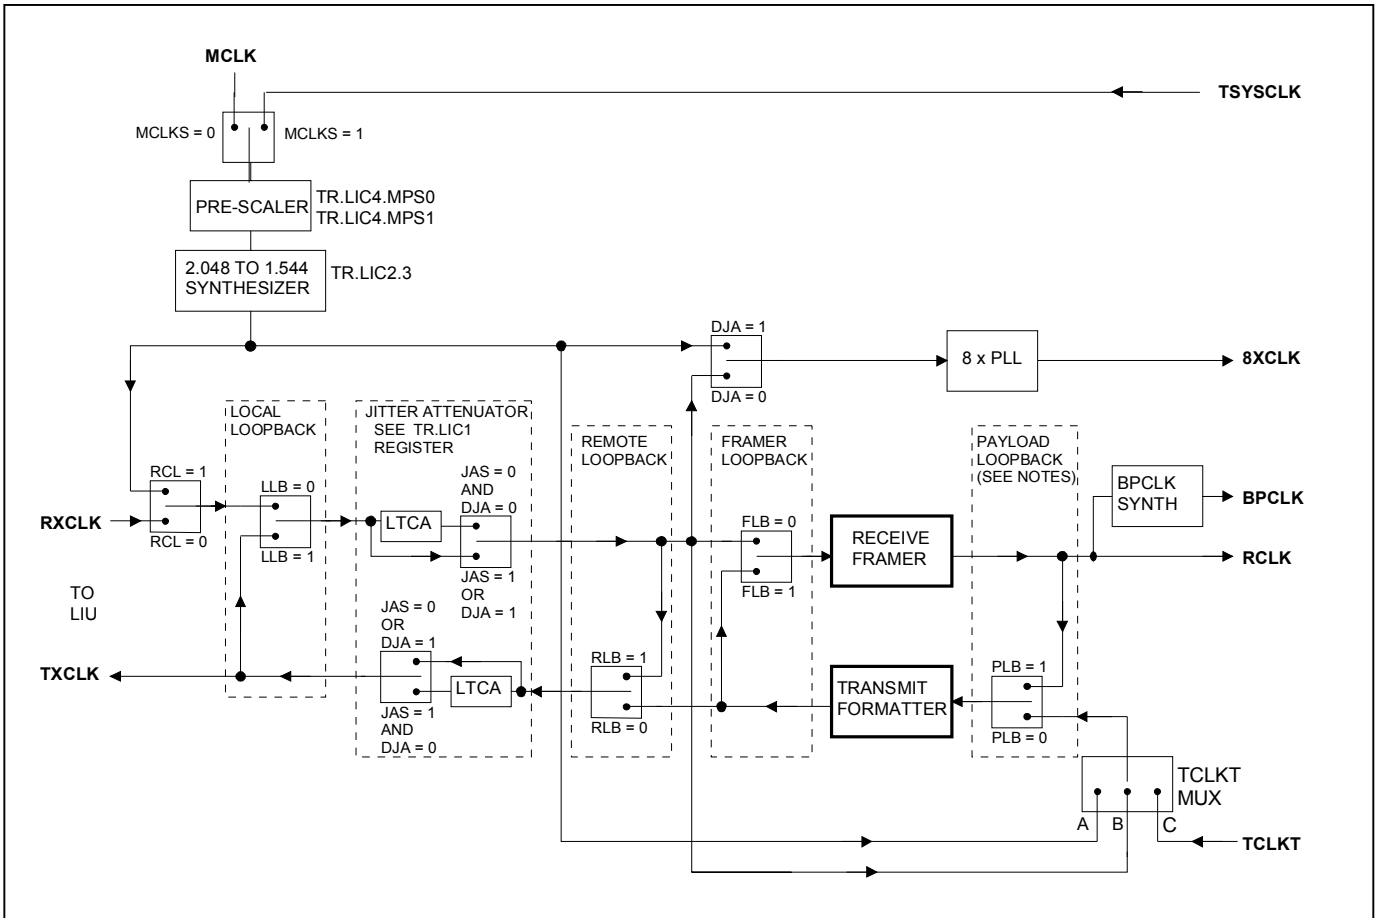 MCLK
TSYSCLK
MCLKS = 0
MCLKS = 1
PRE-SCALER
TR.LIC4.MPS0
TR.LIC4.MPS1
2.048 TO 1.544
SYNTHESIZER
TR.LIC2.3
DJA = 1
8 x PLL
8XCLK
DJA = 0
LOCAL
LOOPBACK
JITTER ATTENUATOR
SEE TR.LIC1
REGISTER
REMOTE
LOOPBACK
FRAMER
LOOPBACK
PAYLOAD
LOOPBACK
(SEE NOTES)
RCL = 1
LLB = 0
JAS = 0
AND
DJA = 0
BPCLK
SYNTH
BPCLK
RXCLK
RCL = 0
LTCA
LLB = 1
FLB = 0
RECEIVE
FRAMER
RCLK
JAS = 1
OR
DJA = 1
FLB = 1
TO
LIU
JAS = 0
OR
DJA = 1
TXCLK
RLB = 1
PLB = 1
LTCA
TRANSMIT
FORMATTER
JAS = 1
AND
DJA = 0
RLB = 0
PLB = 0
TCLKT
MUX
A
B
C
TCLKT